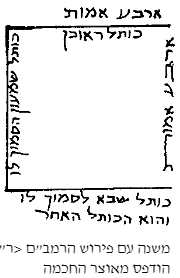 ארבע אמות
כותל ראובן
כותל שמעון הסמוך לו
ארבע אמות
כותל שבא לסמוך לו
והוא הכותל האחר
משנה עם פירוש הרמב״ם <ר״י
הודפס מאוצר החכמה